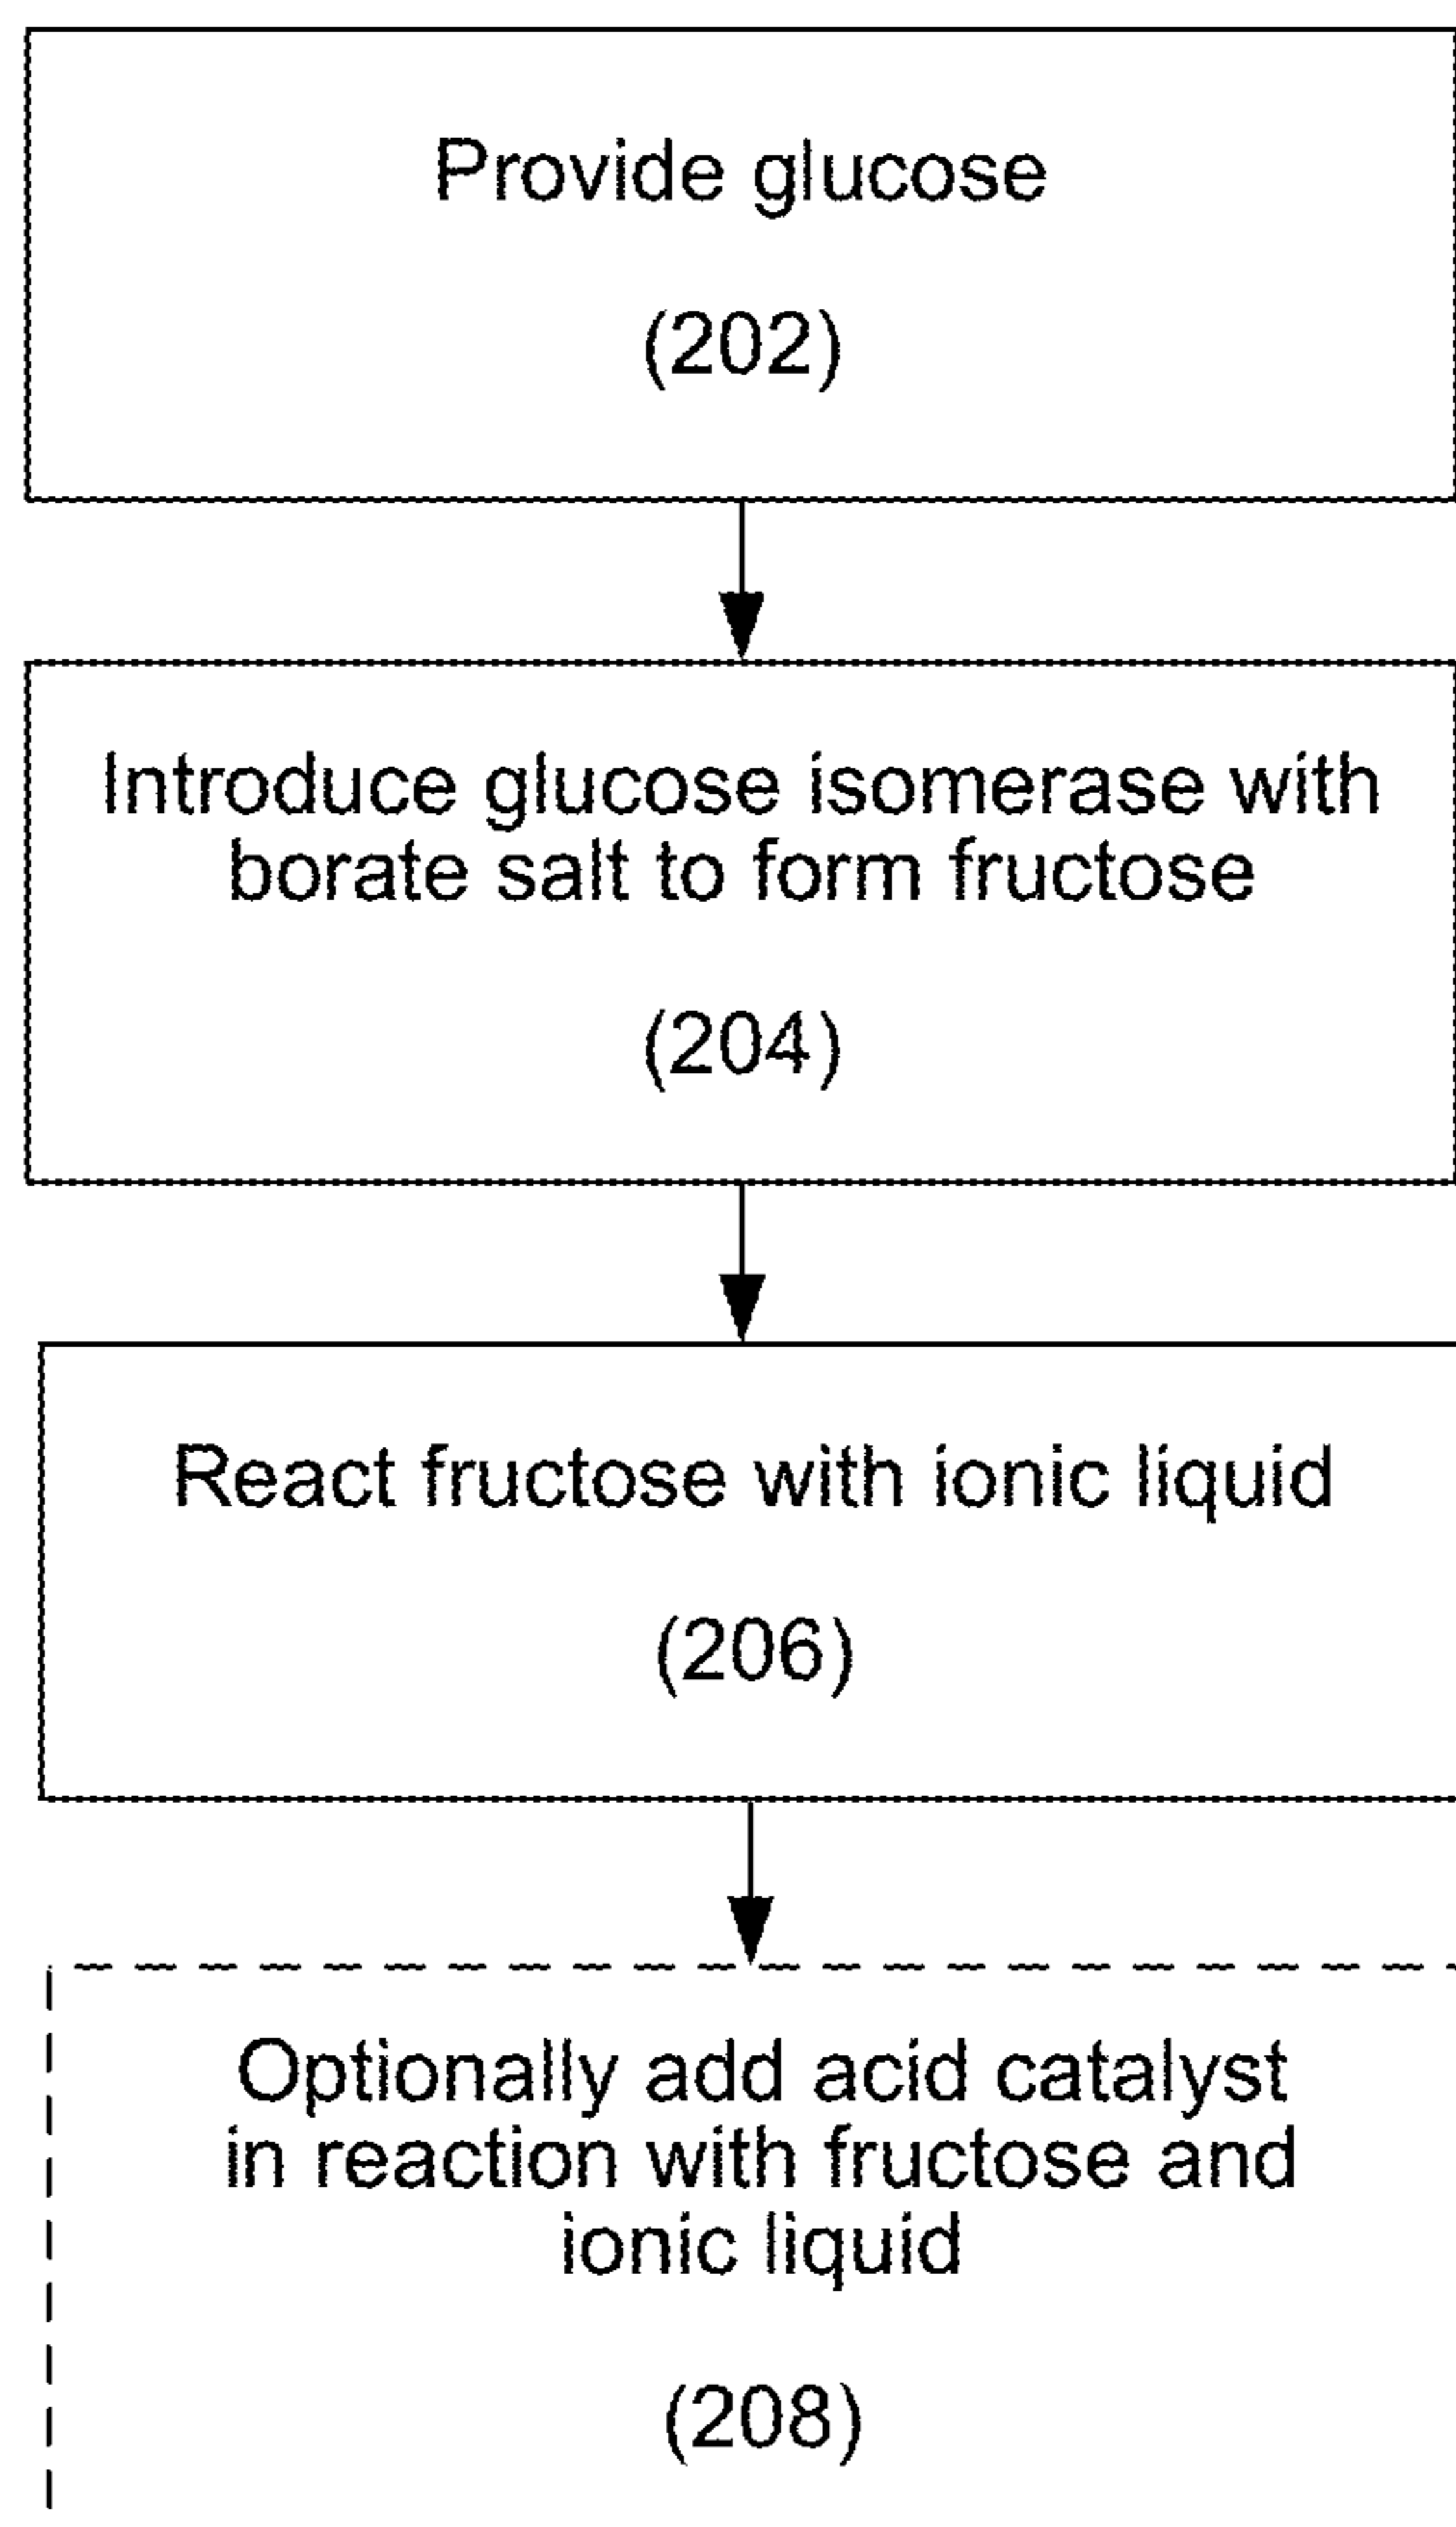 Provide glucose
(202)
Introduce glucose isomerase with
borate salt to form fructose
(204)
React fructose with ionic liquid
(206)
Optionally add acid catalyst
in reaction with fructose and
ionic liquid
(208)